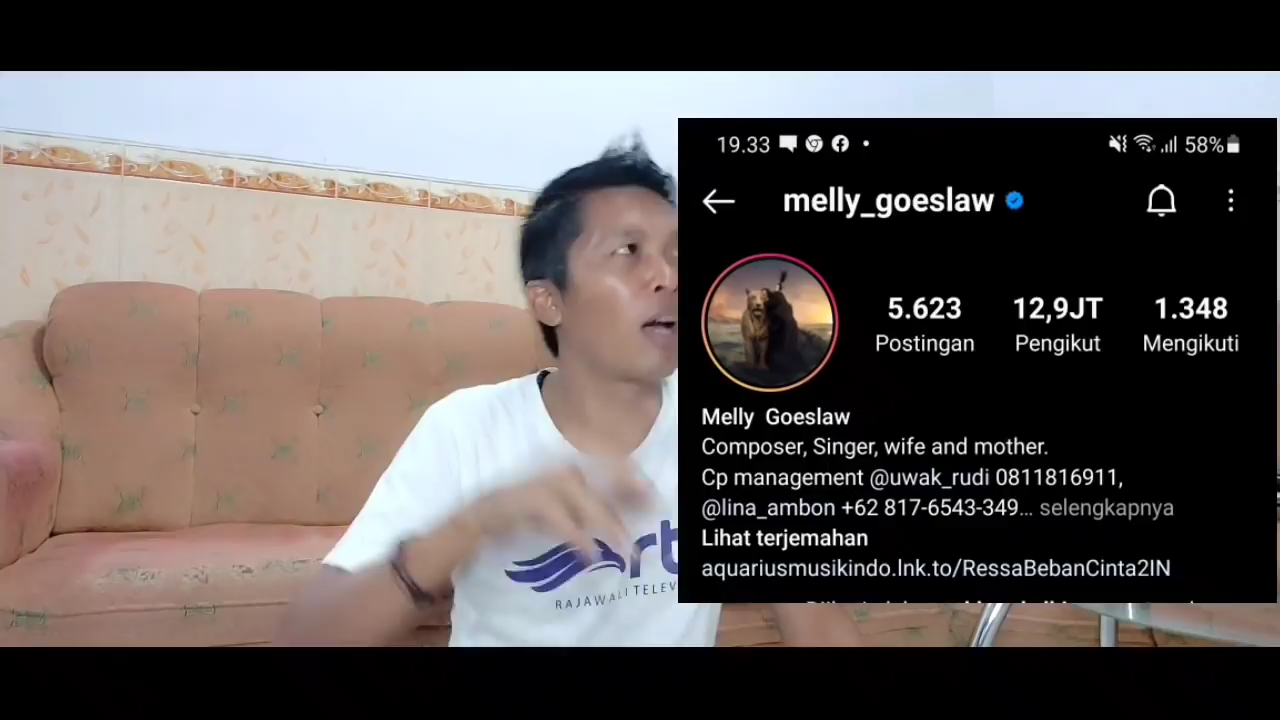 19.33
58%
melly_goeslaw
5.623 12,9JT 1.348
Postingan Pengikut Mengikuti
Melly Goeslaw
Composer, Singer, wife and mother.
Cp management @uwak_rudi 0811816911,
@lina_ambon +62 817-6543-349... selengkapnya
Lihat terjemahan
aquariusmusikindo.lnk.to/RessaBebanCinta2IN
rt
RAJAWALI TELEV